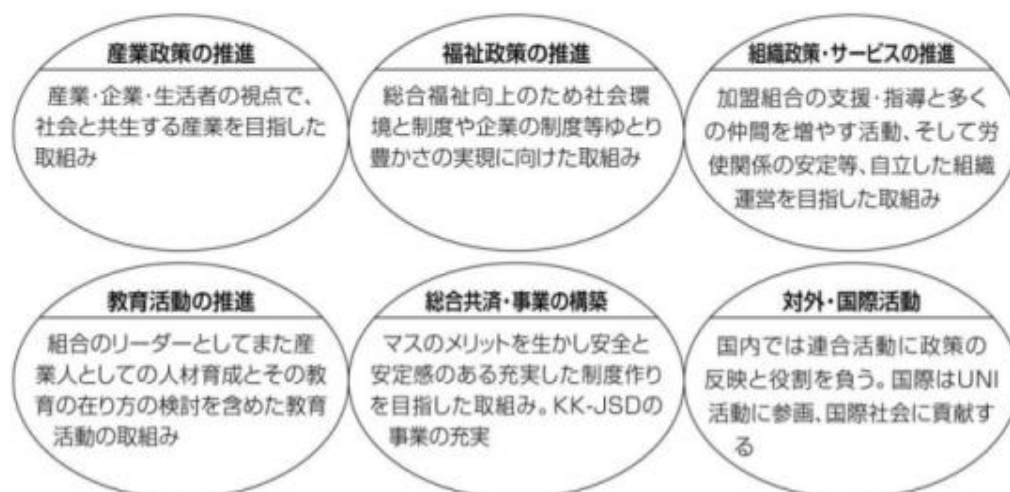 産業政策の推進
産業・企業・生活者の視点で、
社会と共生する産業を目指した
取組み
福祉政策の推進
総合福祉向上のため社会環
境と制度や企業の制度等ゆとり
豊かさの実現に向けた取組み
組織政策・サービスの推進
加盟組合の支援・指導と多く
の仲間を増やす活動、そして労
使関係の安定等、自立した組織
運営を目指した取組み
教育活動の推進
組合のリーダーとしてまた産
業人としての人材育成とその教
育の在り方の検討を含めた教育
活動の取組み
総合共済・事業の構築
マスのメリットを生かし安全と
安定感のある充実した制度作り
を目指した取組み。KK-JSDの
事業の充実
対外・国際活動
国内では連合活動に政策の
反映と役割を負う。国際はUNI
活動に参画、国際社会に貢献す
る